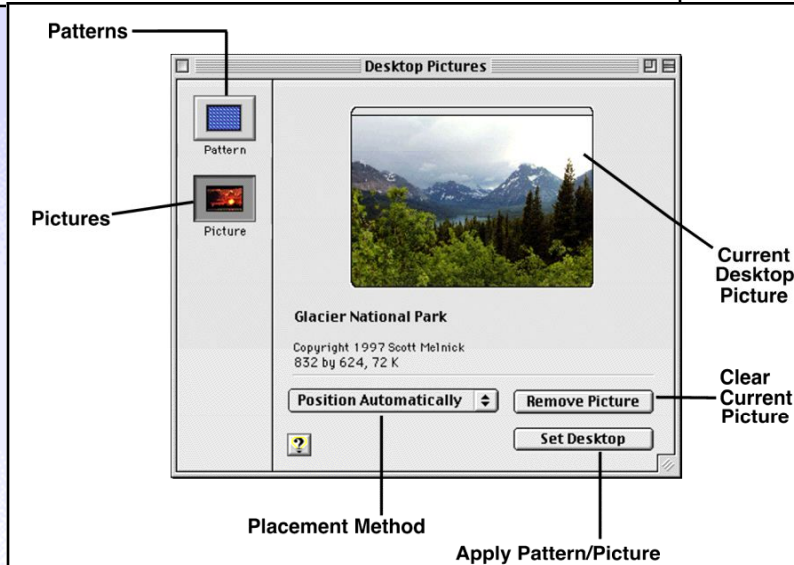 Patterns
Desktop Pictures
Pattern
Pictures
Picture
Current
Desktop
Picture
Glacier National Park
Copyright 1997 Scott Melnick
832 by 624, 72 K
Clear
Current
Picture
Position Automatically
Remove Picture
?
Set Desktop
Placement Method
Apply Pattern/Picture